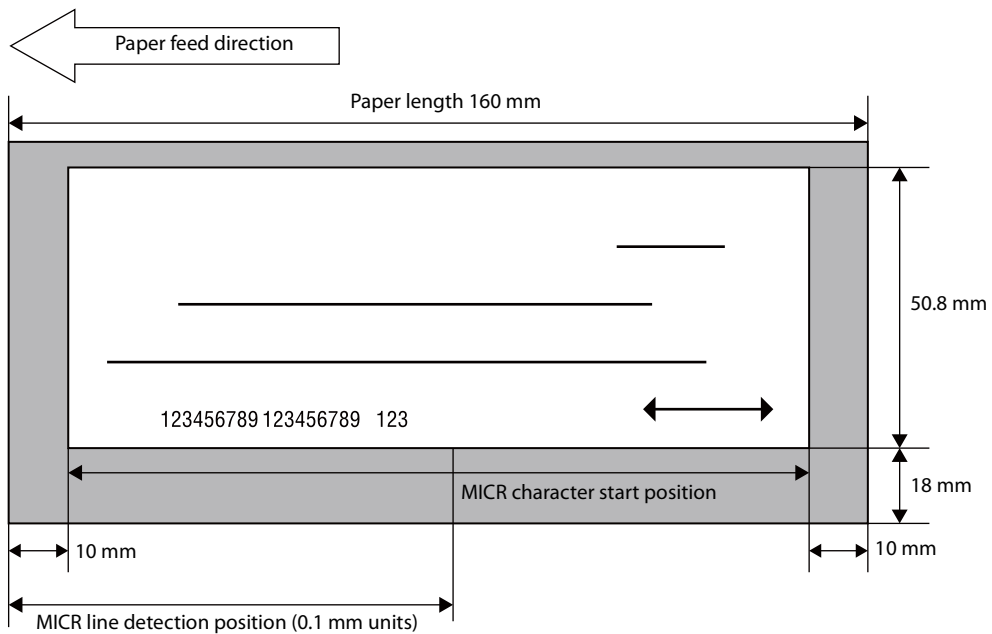 Paper feed direction
Paper length 160 mm
50.8 mm
123456789 123456789 123
MICR character start position
18 mm
10 mm
10 mm
MICR line detection position (0.1 mm units)